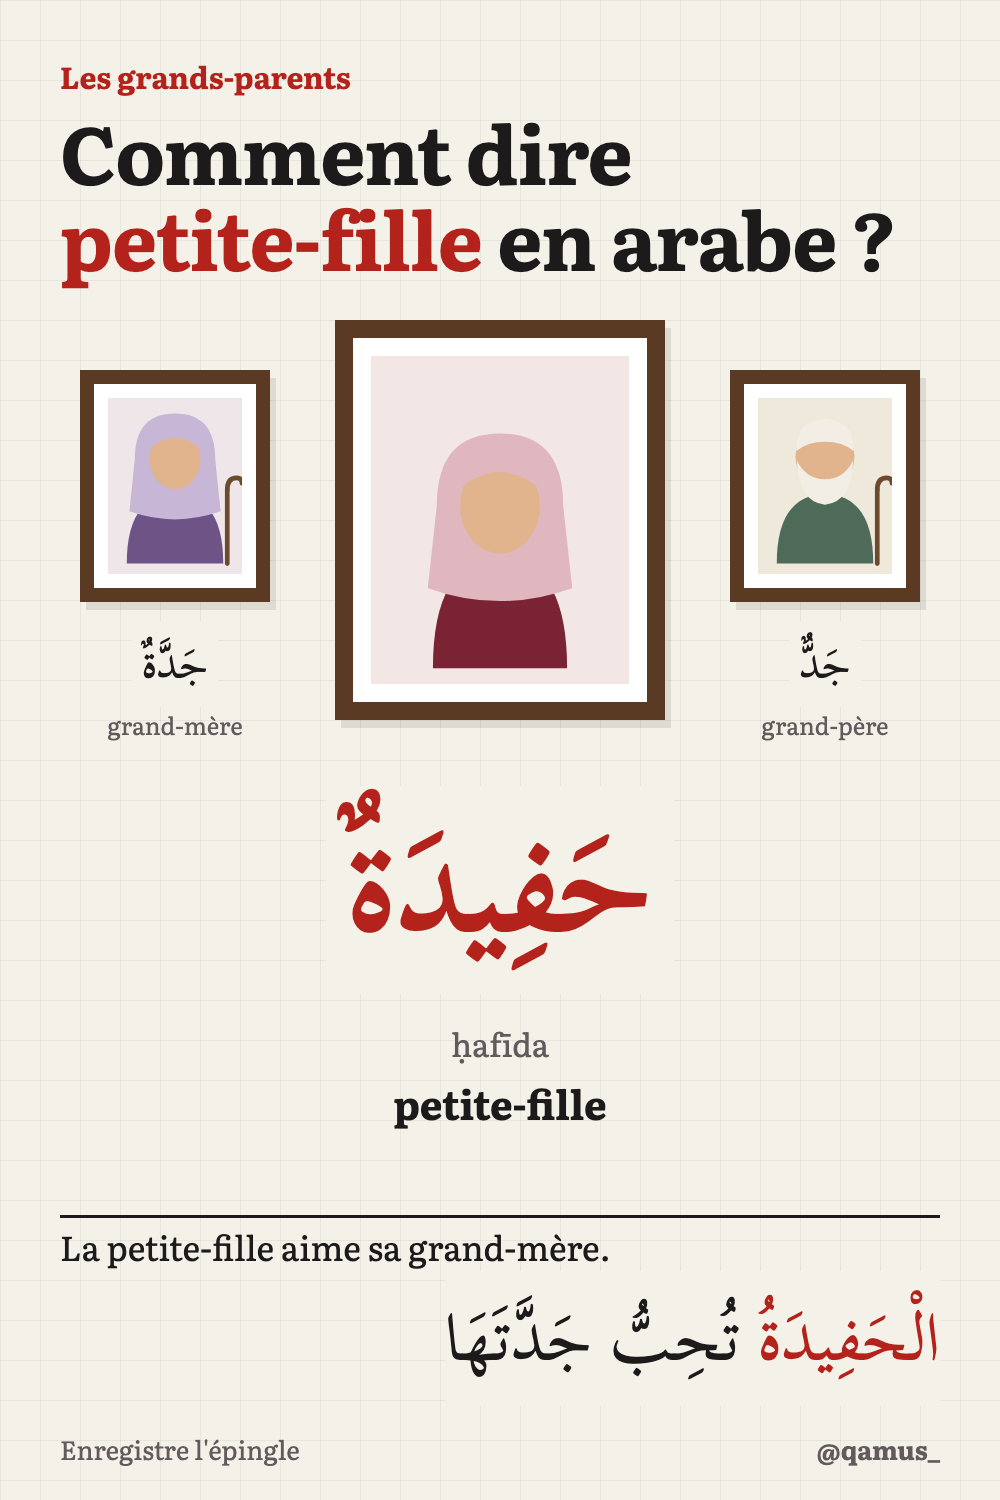 Les grands-parents
Comment dire
petite-fille en arabe ?
جَدَّةٌ
grand-mère
جَدٌّ
grand-père
حَفِيدَةٌ
ḥafīda
petite-fille
La petite-fille aime sa grand-mère.
الْحَفِيدَةُ تُحِبُّ جَدَّتَهَا
Enregistre l'épingle
@qamus_